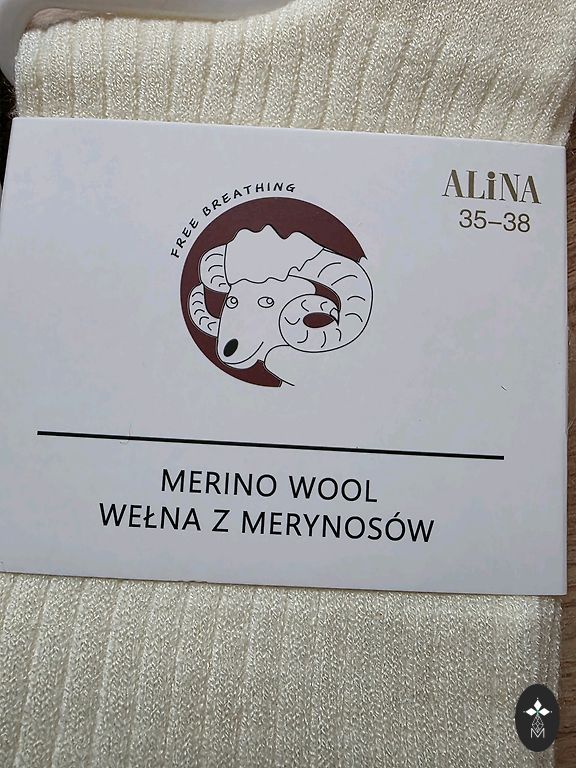 ALiNA
35–38
FREE BREATHING
MERINO WOOL
WEŁNA Z MERYNOSÓW
M